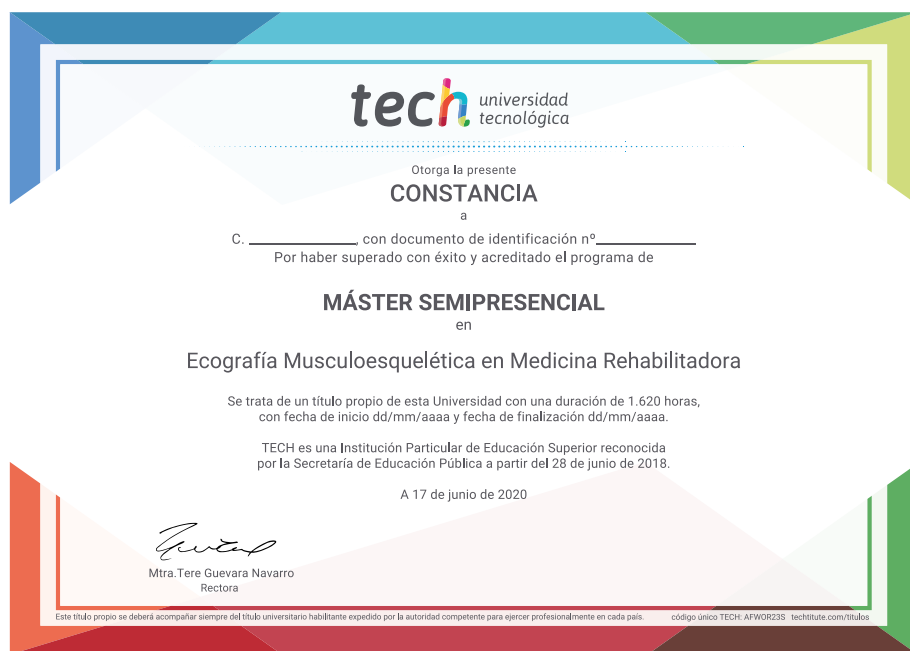 tech universidad
tecnológica
Otorga la presente
CONSTANCIA
a
C. ____________, con documento de identificación nº____________
Por haber superado con éxito y acreditado el programa de
MÁSTER SEMIPRESENCIAL
en
Ecografía Musculoesquelética en Medicina Rehabilitadora
Se trata de un título propio de esta Universidad con una duración de 1.620 horas,
con fecha de inicio dd/mm/aaaa y fecha de finalización dd/mm/aaaa.
TECH es una Institución Particular de Educación Superior reconocida
por la Secretaría de Educación Pública a partir del 28 de junio de 2018.
A 17 de junio de 2020
Mtra.Tere Guevara Navarro
Rectora
Este título propio se deberá acompañar siempre del título universitario habilitante expedido por la autoridad competente para ejercer profesionalmente en cada país. código único TECH: AFWOR23S techtitute.com/titulos